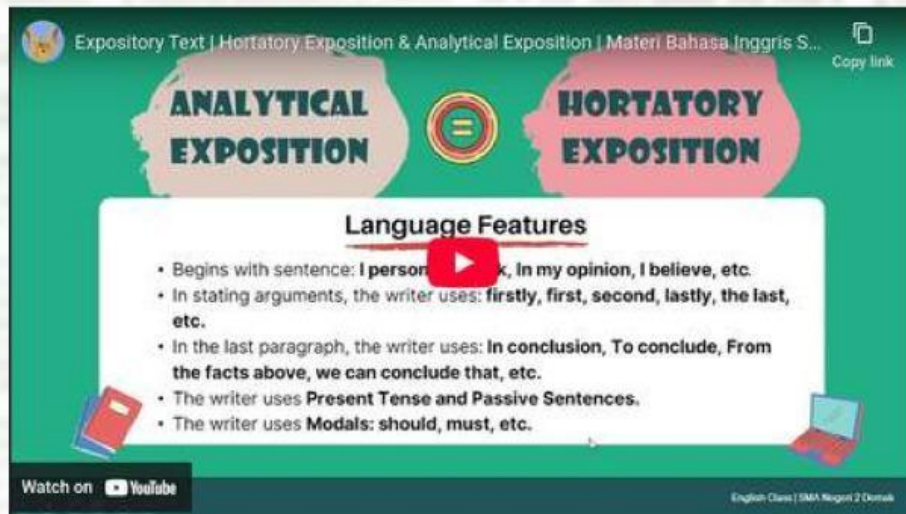 Expository Text | Hortatory Exposition & Analytical Exposition | Materi Bahasa Inggris S...
Copy link
ANALYTICAL
EXPOSITION
=
HORTATORY
EXPOSITION
Language Features
• Begins with sentence: I person k, In my opinion, I believe, etc.
• In stating arguments, the writer uses: firstly, first, second, lastly, the last,
etc.
• In the last paragraph, the writer uses: In conclusion, To conclude, From
the facts above, we can conclude that, etc.
• The writer uses Present Tense and Passive Sentences.
• The writer uses Modals: should, must, etc.
Watch on YouTube
English Class | SMA Negeri 2 Demak